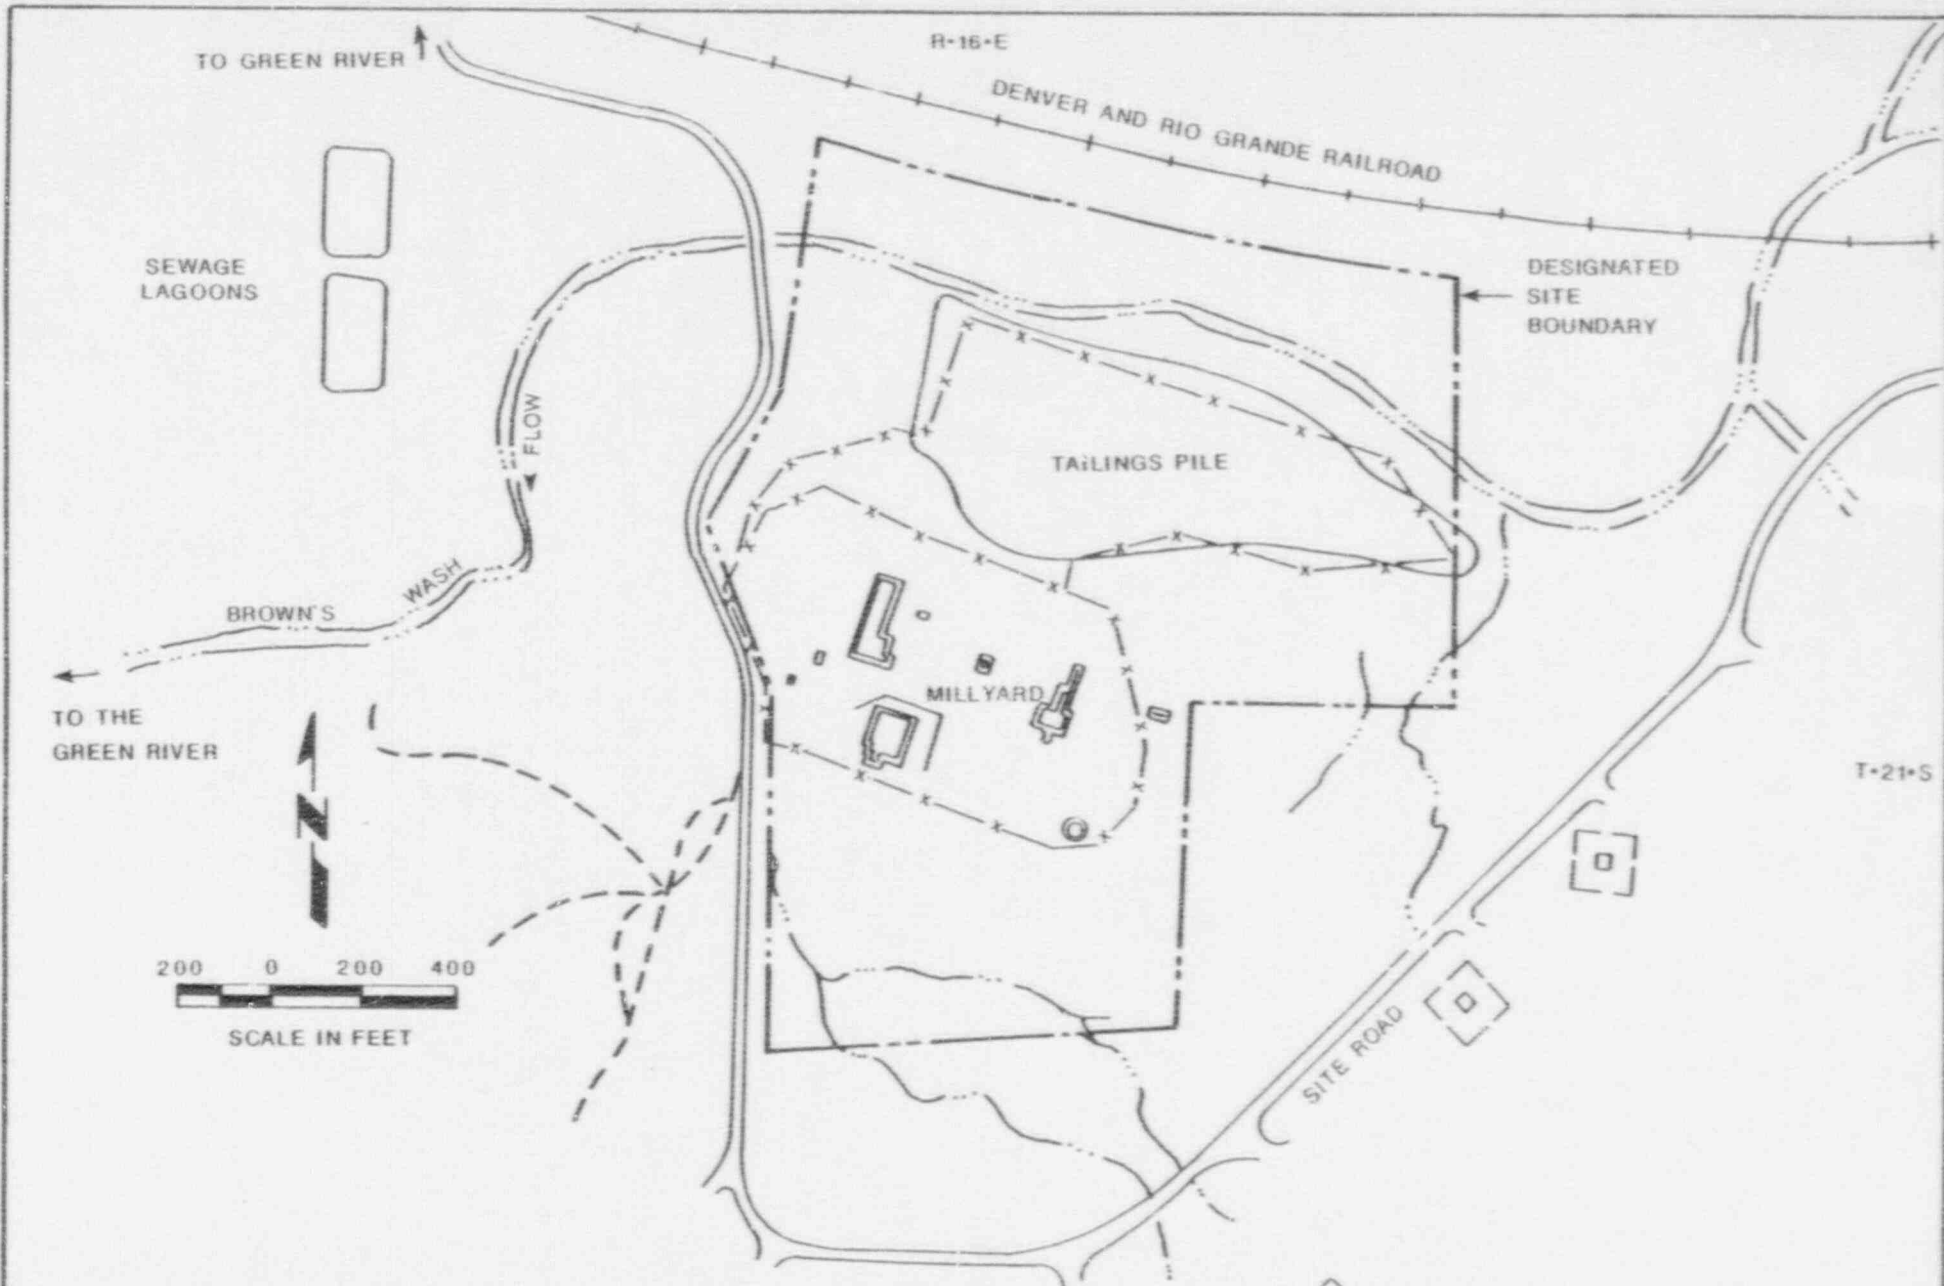 TO GREEN RIVER
R-16-E
DENVER AND RIO GRANDE RAILROAD
SEWAGE
LAGOONS
DESIGNATED
SITE
BOUNDARY
FLOW
TAILINGS PILE
BROWN'S WASH
MILLYARD
TO THE
GREEN RIVER
T-21-S
N
200 0 200 400
SCALE IN FEET
SITE ROAD